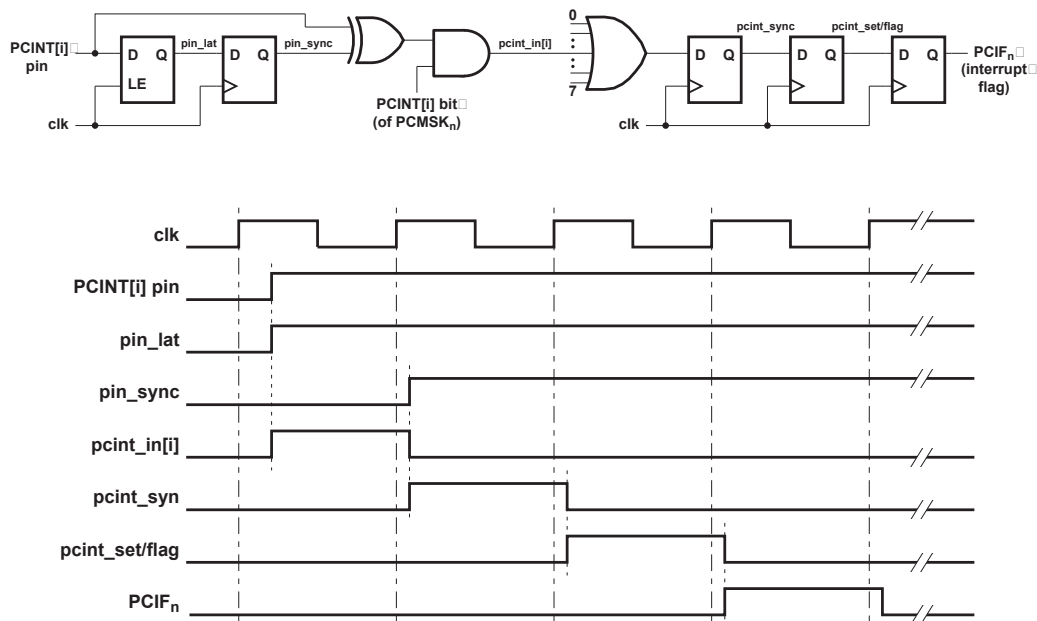 PCINT[i]□
pin
D Q
LE
pin_lat
D Q
pin_sync
clk
PCINT[i] bit□
(of PCMSKn)
pcint_in[i]
0
7
clk
D Q
pcint_sync
D Q
pcint_set/flag
D Q
PCIFn□
(interrupt□
flag)
clk
PCINT[i] pin
pin_lat
pin_sync
pcint_in[i]
pcint_syn
pcint_set/flag
PCIFn